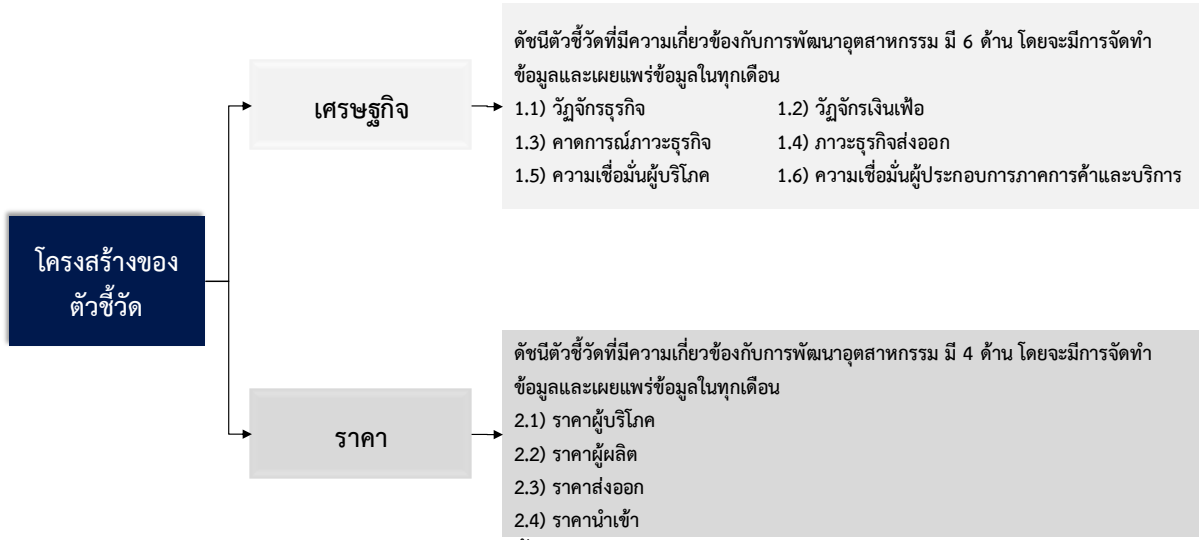 โครงสร้างของ
ตัวชี้วัด
เศรษฐกิจ
ดัชนีตัวชี้วัดที่มีความเกี่ยวข้องกับการพัฒนาอุตสาหกรรม มี 6 ด้าน โดยจะมีการจัดทำ
ข้อมูลและเผยแพร่ข้อมูลในทุกเดือน
1.1) วัฏจักรธุรกิจ 1.2) วัฏจักรเงินเฟ้อ
1.3) คาดการณ์ภาวะธุรกิจ 1.4) ภาวะธุรกิจส่งออก
1.5) ความเชื่อมั่นผู้บริโภค 1.6) ความเชื่อมั่นผู้ประกอบการภาคการค้าและบริการ
ราคา
ดัชนีตัวชี้วัดที่มีความเกี่ยวข้องกับการพัฒนาอุตสาหกรรม มี 4 ด้าน โดยจะมีการจัดทำ
ข้อมูลและเผยแพร่ข้อมูลในทุกเดือน
2.1) ราคาผู้บริโภค
2.2) ราคาผู้ผลิต
2.3) ราคาส่งออก
2.4) ราคานำเข้า